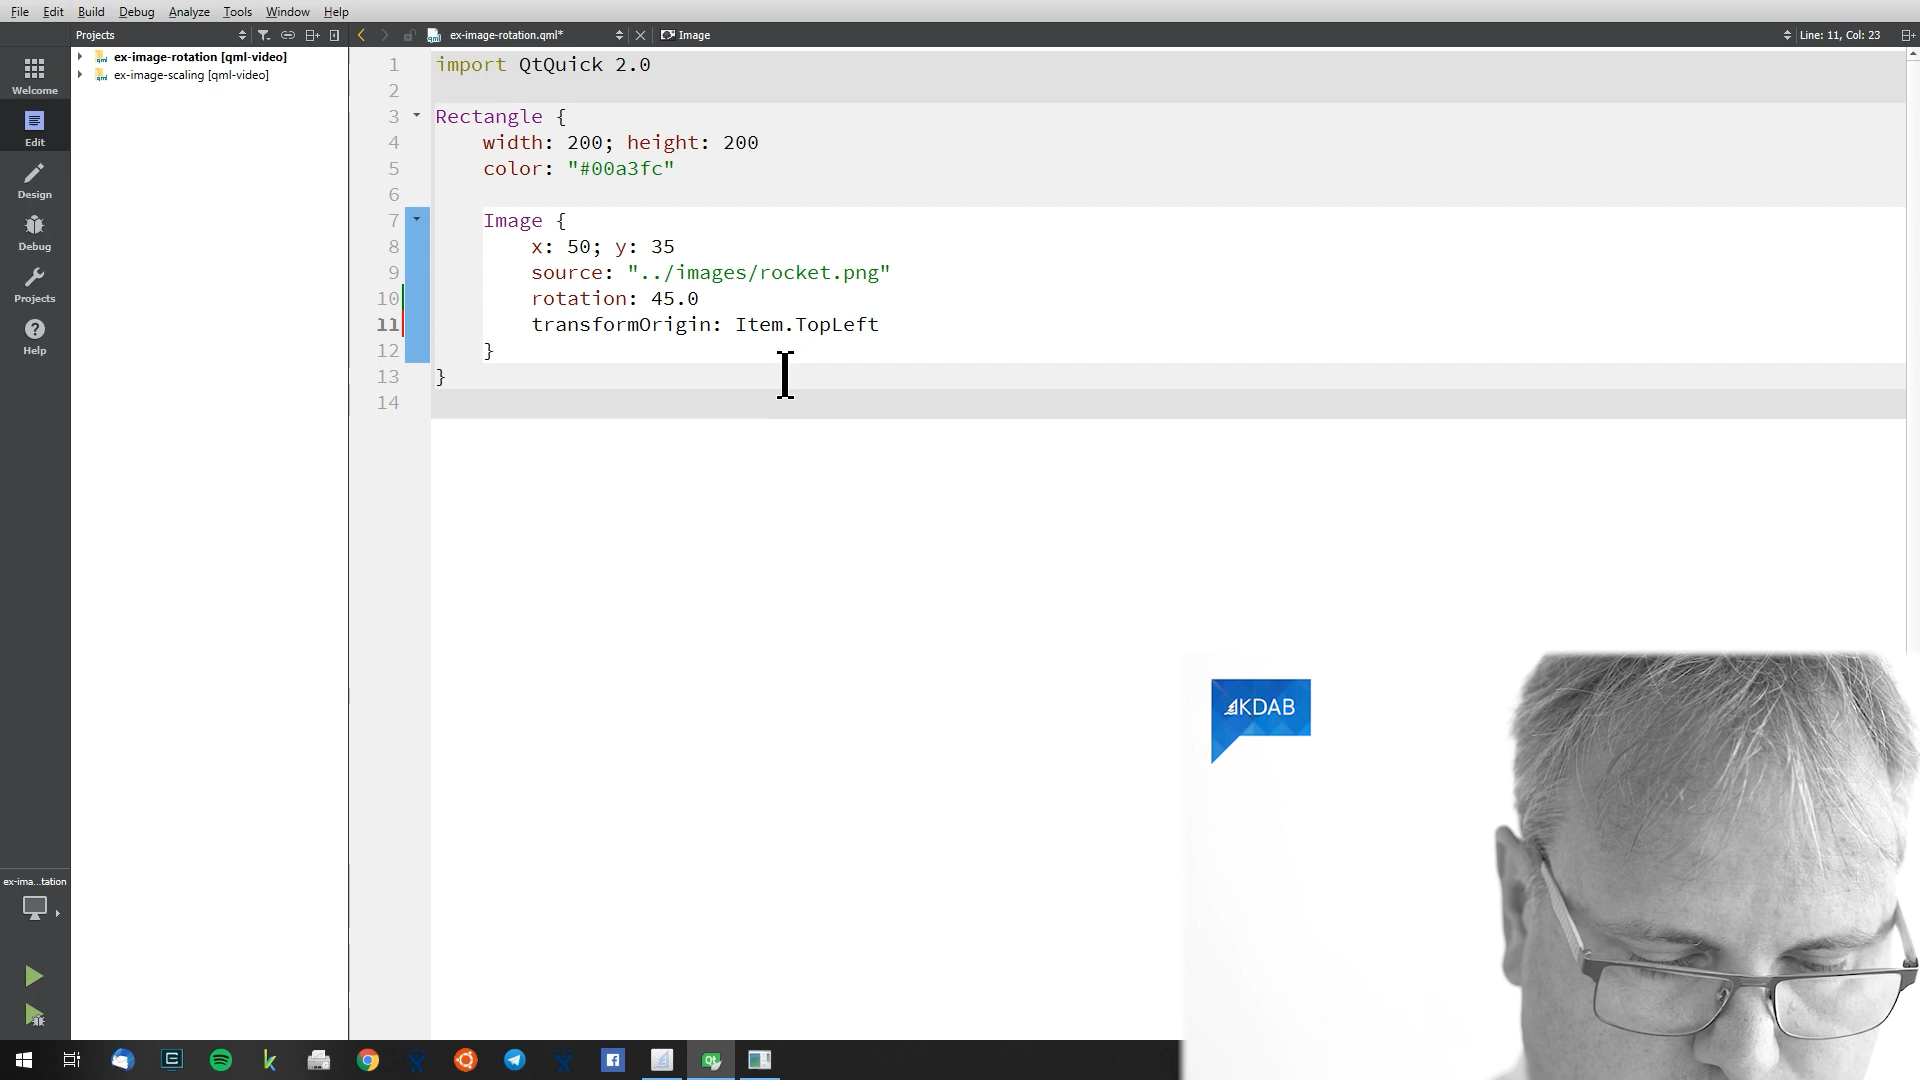 File Edit Build Debug Analyze Tools Window Help
Projects
ex-image-rotation.qml*
Image
Line: 11, Col: 23
Welcome
Edit
Design
Debug
Projects
Help
ex-image-rotation [qml-video]
ex-image-scaling [qml-video]
1 import QtQuick 2.0
2
3 Rectangle {
4 width: 200; height: 200
5 color: "#00a3fc"
6
7 Image {
8 x: 50; y: 35
9 source: "../images/rocket.png"
10 rotation: 45.0
11 transformOrigin: Item.TopLeft
12 }
13 }
14
KDAB
ex-ima...tation